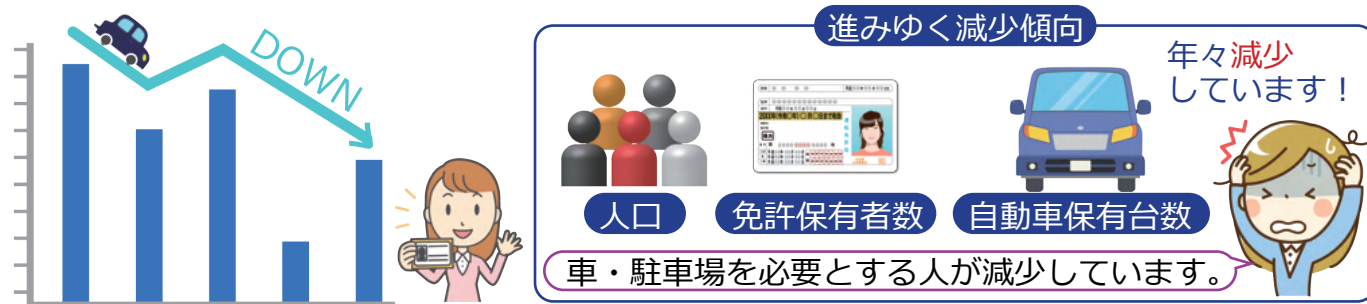 DOWN
進みゆく減少傾向
年々減少
しています！
人口
免許保有者数
自動車保有台数
車・駐車場を必要とする人が減少しています。